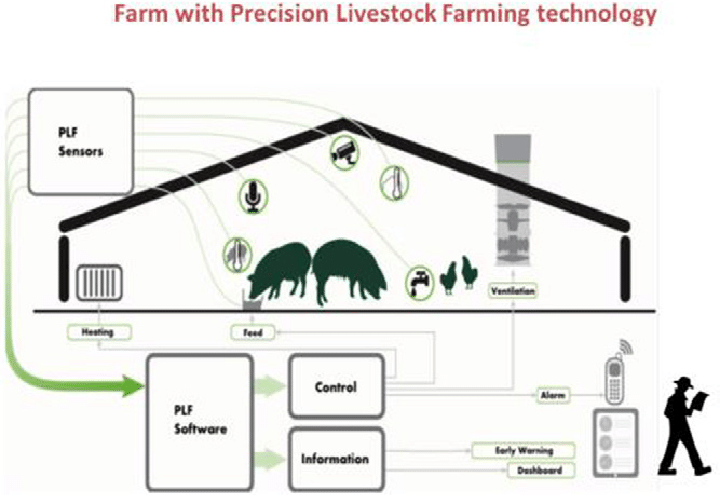 Farm with Precision Livestock Farming technology
PLF
Sensors
Ventilation
Heating
Feed
Control
Alarm
PLF
Software
Information
Early Warning
Dashboard